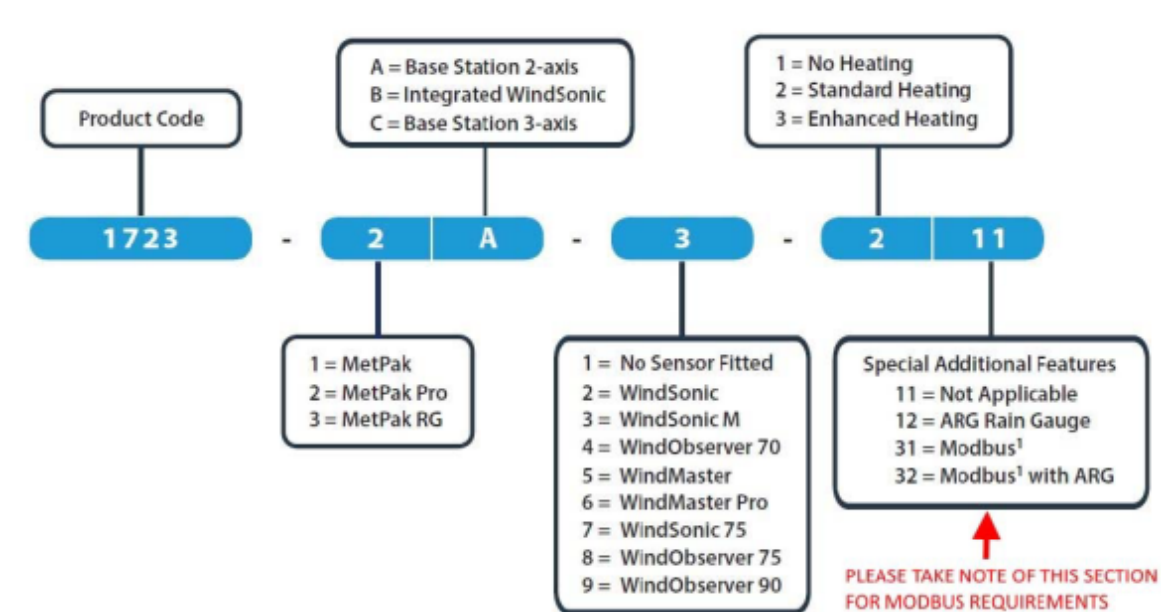 Product Code
A = Base Station 2-axis
B = Integrated WindSonic
C = Base Station 3-axis
1 = No Heating
2 = Standard Heating
3 = Enhanced Heating
1723 - 2 A - 3 - 2 11
1 = MetPak
2 = MetPak Pro
3 = MetPak RG
1 = No Sensor Fitted
2 = WindSonic
3 = WindSonic M
4 = WindObserver 70
5 = WindMaster
6 = WindMaster Pro
7 = WindSonic 75
8 = WindObserver 75
9 = WindObserver 90
Special Additional Features
11 = Not Applicable
12 = ARG Rain Gauge
31 = Modbus¹
32 = Modbus¹ with ARG
PLEASE TAKE NOTE OF THIS SECTION
FOR MODBUS REQUIREMENTS